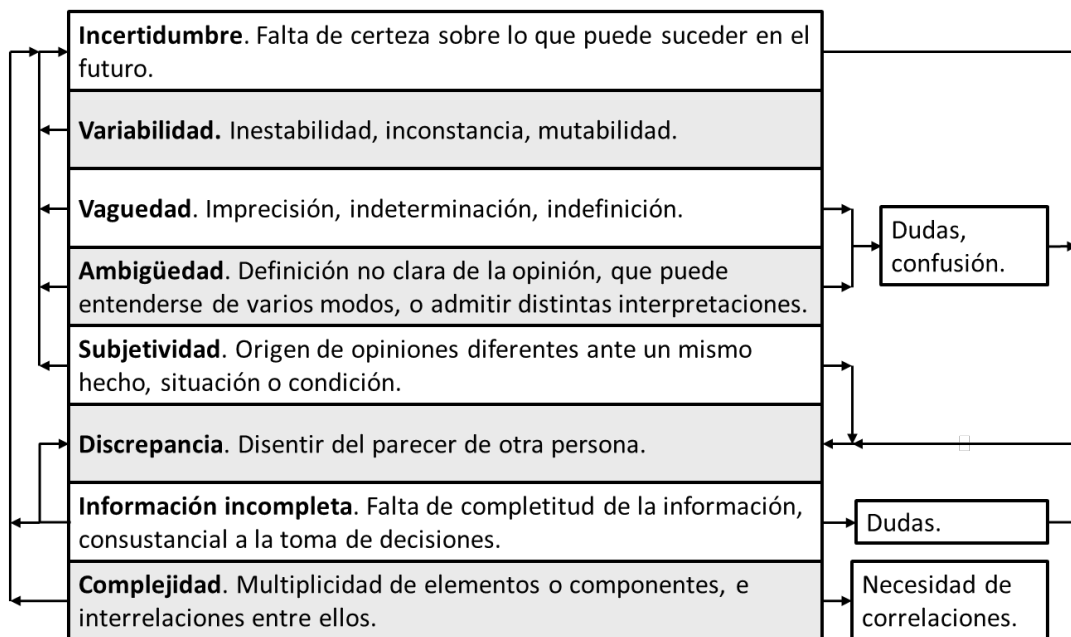 Incertidumbre. Falta de certeza sobre lo que puede suceder en el
futuro.
Variabilidad. Inestabilidad, inconstancia, mutabilidad.
Vaguedad. Imprecisión, indeterminación, indefinición.
Dudas,
confusión.
Ambigüedad. Definición no clara de la opinión, que puede
entenderse de varios modos, o admitir distintas interpretaciones.
Subjetividad. Origen de opiniones diferentes ante un mismo
hecho, situación o condición.
Discrepancia. Disentir del parecer de otra persona.
Información incompleta. Falta de completitud de la información,
consustancial a la toma de decisiones.
Dudas.
Complejidad. Multiplicidad de elementos o componentes, e
interrelaciones entre ellos.
Necesidad de
correlaciones.